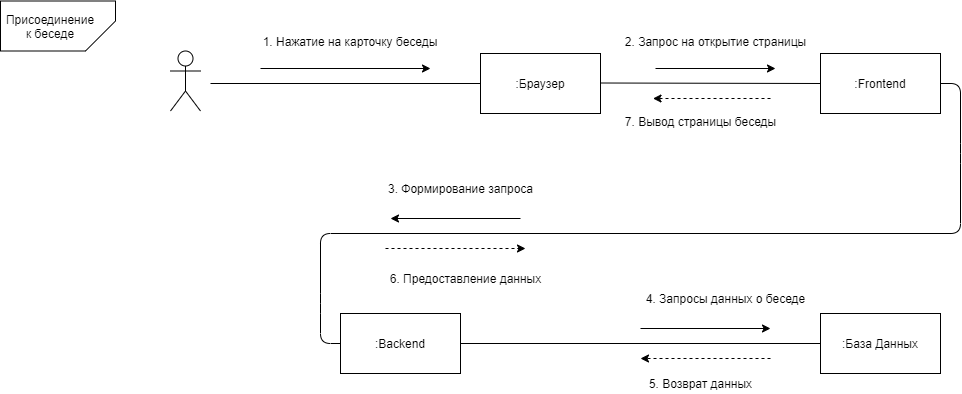 Присоединение
к беседе
1. Нажатие на карточку беседы
2. Запрос на открытие страницы
:Браузер
:Frontend
7. Вывод страницы беседы
3. Формирование запроса
6. Предоставление данных
4. Запросы данных о беседе
:Backend
:База Данных
5. Возврат данных